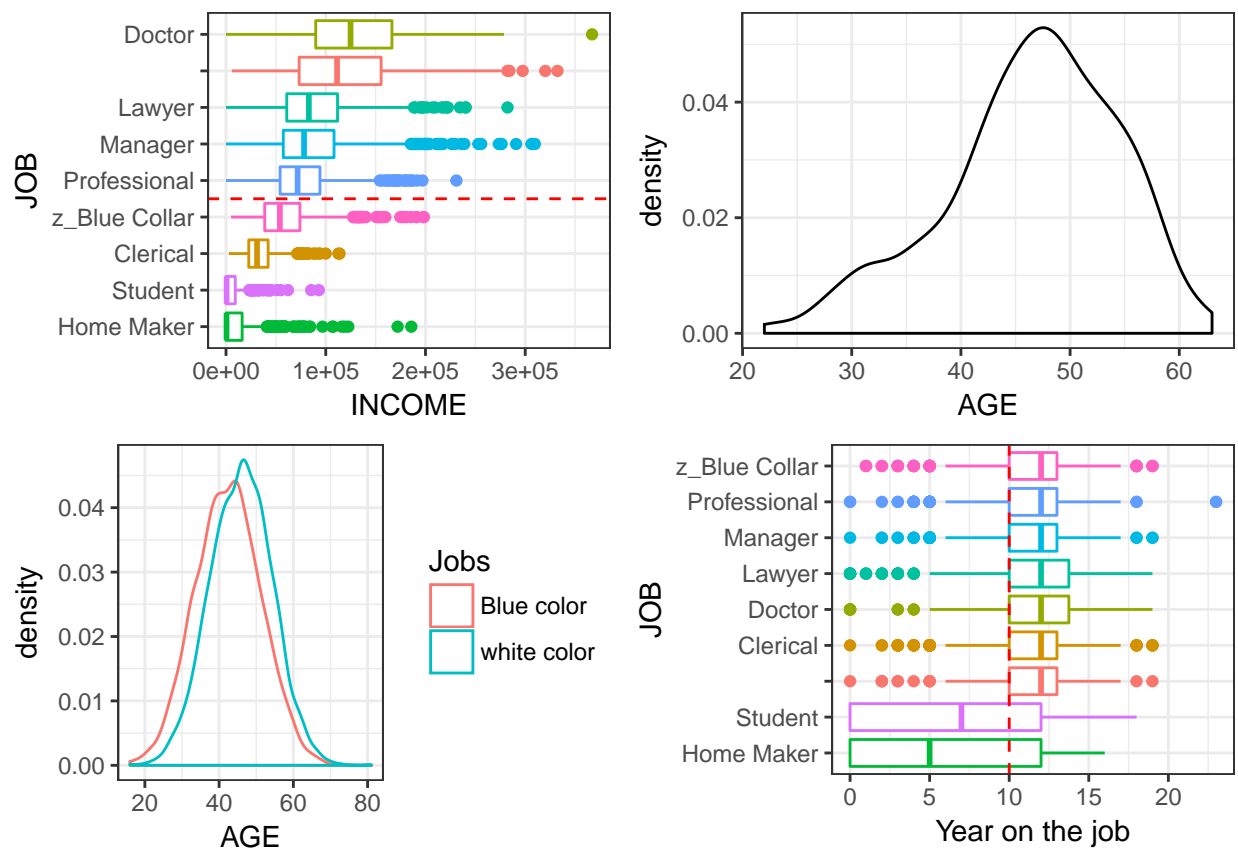 JOB
Doctor
Lawyer
Manager
Professional
z_Blue Collar
Clerical
Student
Home Maker
0e+00 1e+05 2e+05 3e+05
INCOME
density
0.04
0.02
0.00
20 30 40 50 60
AGE
density
0.04
0.03
0.02
0.01
0.00
20 40 60 80
AGE
Jobs
Blue color
white color
JOB
z_Blue Collar
Professional
Manager
Lawyer
Doctor
Clerical
Student
Home Maker
0 5 10 15 20
Year on the job